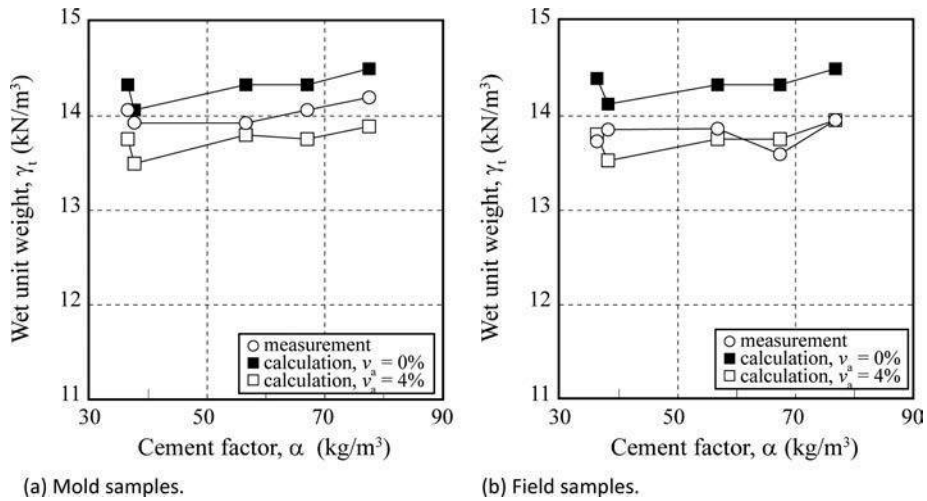 15
14
13
12
11
Wet unit weight, γt (kN/m³)
measurement
calculation, va = 0%
calculation, va = 4%
30 50 70 90
Cement factor, α (kg/m³)
(a) Mold samples.
15
14
13
12
11
Wet unit weight, γt (kN/m³)
measurement
calculation, va = 0%
calculation, va = 4%
30 50 70 90
Cement factor, α (kg/m³)
(b) Field samples.